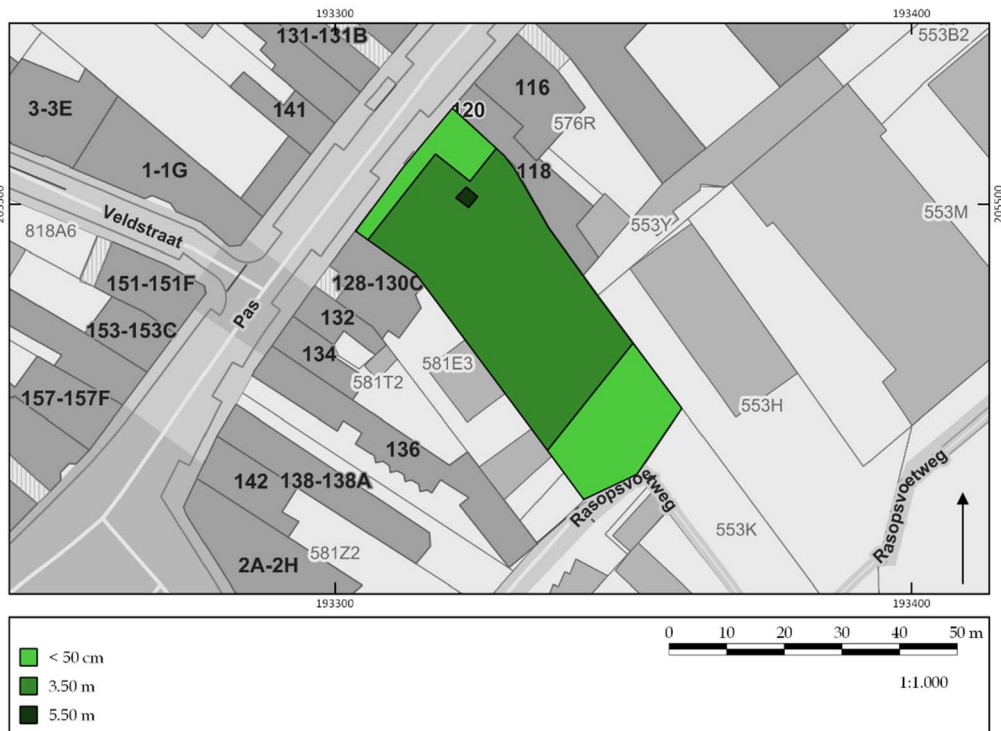 193300
193400
131-131B
553B2
3-3E
141
120
116
576R
1-1G
118
205500
818A6
Veldstraat
553Y
553M
205500
151-151F
128-130C
Pas
132
153-153C
134
581E3
581T2
157-157F
553H
136
142
138-138A
Rasopsvoetweg
Rasopsvoetweg
553K
581Z2
2A-2H
193300
193400
0 10 20 30 40 50 m
< 50 cm
3.50 m
1:1.000
5.50 m